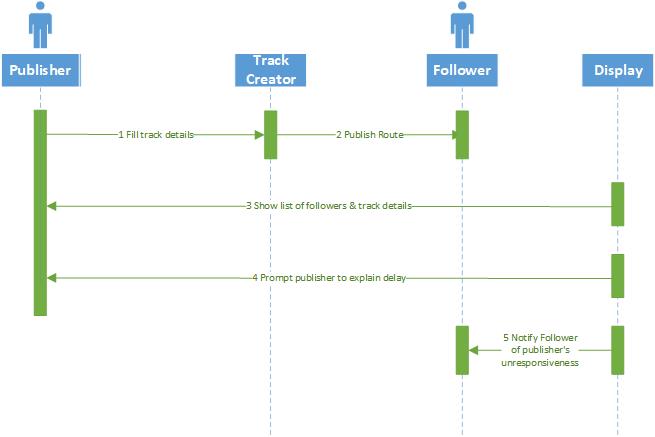 Publisher
Track
Creator
Follower
Display
1 Fill track details
2 Publish Route
3 Show list of followers & track details
4 Prompt publisher to explain delay
5 Notify Follower
of publisher's
unresponsiveness